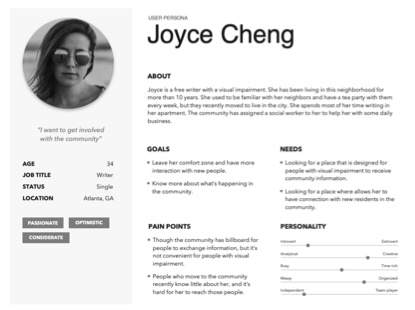 USER PERSONA
Joyce Cheng
"I want to get involved
with the community"
AGE 34
JOB TITLE Writer
STATUS Single
LOCATION Atlanta, GA
PASSIONATE OPTIMISTIC
CONSIDERATE
ABOUT
Joyce is a free writer with a visual impairment. She has been living in this neighborhood for
more than 10 years. She used to be familiar with her neighbors and have a tea party with them
every week, but they recently moved to live in the city. She spends most of her time writing in
her apartment. The community has assigned a social worker to her to help her with some daily
business.
GOALS
Leave her comfort zone and have more
interaction with new people.
Know more about what's happening in
the community.
NEEDS
Looking for a place that is designed for
people with visual impairment to receive
community information.
Looking for a place where allows her to
have connection with new residents in the
community.
PAIN POINTS
Though the community has billboard for
people to exchange information, but it's
not convenient for people with visual
impairment.
People who move to the community
recently know little about her, and it's
hard for her to reach those people.
PERSONALITY
Introvert Extrovert
Analytical Creative
Busy Time rich
Messy Organized
Independent Team player